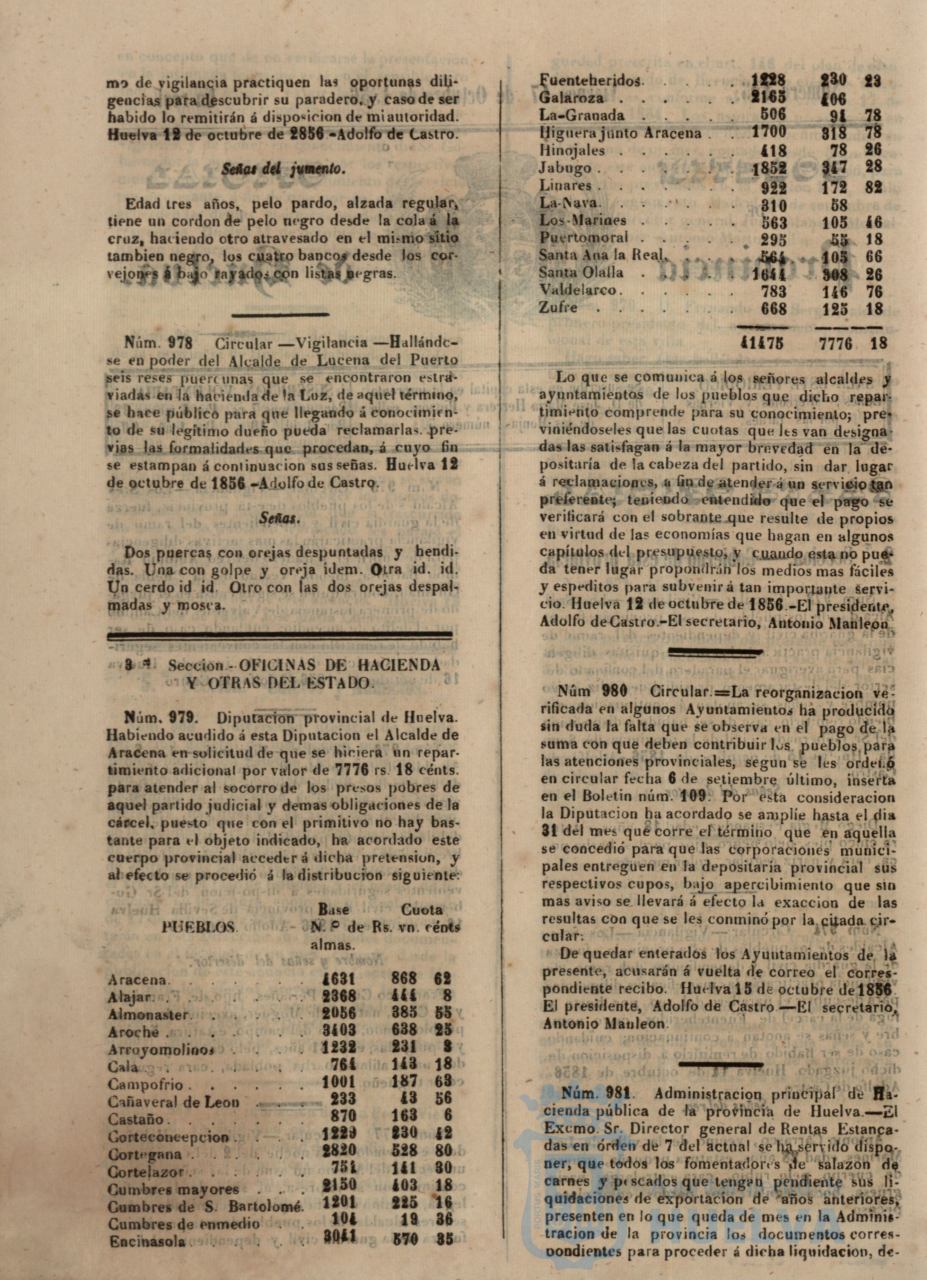 mo de vigilancia practiquen las oportunas dili-
gencias para descubrir su paradero, y caso de ser
habido lo remitirán á disposicion de mi autoridad.
Huelva 12 de octubre de 2856 -Adolfo de Castro.
Señas del jumento.
Edad tres años, pelo pardo, alzada regular,
tiene un cordon de pelo negro desde la cola á la
cruz, haciendo otro atravesado en el mismo sitio
tambien negro, los cuatro bancos desde los cor-
vejones á bajo rayados con listas negras.
Núm. 978 Circular —Vigilancia —Hallándo-
se en poder del Alcalde de Lucena del Puerto
seis reses puercunas que se encontraron estra-
viadas en la hacienda de la Luz, de aquel término,
se hace público para que llegando á conocimien-
to de su legítimo dueño pueda reclamarlas, pre-
vias las formalidades que procedan, á cuyo fin
se estampan á continuacion sus señas. Huelva 12
de octubre de 1856 -Adolfo de Castro.
Señas.
Dos puercas con orejas despuntadas y hendi-
das. Una con golpe y oreja idem. Otra id. id.
Un cerdo id id. Otro con las dos orejas despal-
madas y mosca.
3 ª Seccion - OFICINAS DE HACIENDA
Y OTRAS DEL ESTADO.
Núm. 979. Diputacion provincial de Huelva.
Habiendo acudido á esta Diputacion el Alcalde de
Aracena en solicitud de que se hiciera un repar-
timiento adicional por valor de 7776 rs. 18 cénts.
para atender al socorro de los presos pobres de
aquel partido judicial y demas obligaciones de la
cárcel, puesto que con el primitivo no hay bas-
tante para el objeto indicado, ha acordado este
cuerpo provincial acceder á dicha pretension, y
al efecto se procedió á la distribucion siguiente:
Base Cuota
PUEBLOS. N.º de Rs. vn. cénts
almas.
Aracena. . . . . . 4631 868 62
Alajar . . . . . . 2368 444 8
Almonaster. . . . . 2056 385 55
Aroche . . . . . . 3403 638 25
Arroyomolinos . . . 1232 231 8
Cala . . . . . . 764 143 18
Campofrio . . . . . 1001 187 63
Cañaveral de Leon . . . 233 43 56
Castaño . . . . . . 870 163 6
Corteconcepcion . . . 1229 230 42
Cortegana . . . . . 2820 528 80
Cortelazor . . . . . 754 141 30
Cumbres mayores . . . 2150 403 18
Cumbres de S. Bartolomé. 1201 225 16
Cumbres de enmedio . . 104 19 36
Encinasola . . . . . 3041 570 35
Fuenteheridos. . . . . 1228 230 23
Galaroza . . . . . . 2165 406
La-Granada . . . . . 506 94 78
Higuera junto Aracena . . 1700 318 78
Hinojales . . . . . . 418 78 26
Jabugo . . . . . . 1852 347 28
Linares . . . . . . 922 172 82
La-Nava. . . . . . 310 58
Los-Marines . . . . . 563 105 46
Puertomoral . . . . . 295 55 18
Santa Ana la Real. . . . 564 105 66
Santa Olalla . . . . . 1644 308 26
Valdelarco. . . . . . 783 146 76
Zufre . . . . . . 668 125 18
41475 7776 18
Lo que se comunica á los señores alcaldes y
ayuntamientos de los pueblos que dicho repar-
timiento comprende para su conocimiento; pre-
viniéndoseles que las cuotas que les van designa-
das las satisfagan á la mayor brevedad en la de-
positaría de la cabeza del partido, sin dar lugar
á reclamaciones, a fin de atender á un servicio tan
preferente; teniendo entendido que el pago se
verificará con el sobrante que resulte de propios
en virtud de las economías que hagan en algunos
capítulos del presupuesto, y cuando esta no pue-
da tener lugar propondrán los medios mas fáciles
y espeditos para subvenir á tan importante servi-
cio. Huelva 12 de octubre de 1856.-El presidente,
Adolfo de Castro.-El secretario, Antonio Manleon
Núm 980 Circular.=La reorganizacion ve-
rificada en algunos Ayuntamientos ha producido
sin duda la falta que se observa en el pago de la
suma con que deben contribuir los pueblos para
las atenciones provinciales, segun se les ordenó
en circular fecha 6 de setiembre último, inserta
en el Boletin núm. 109. Por esta consideracion
la Diputacion ha acordado se amplíe hasta el dia
31 del mes que corre el término que en aquella
se concedió para que las corporaciones munici-
pales entreguen en la depositaría provincial sus
respectivos cupos, bajo apercibimiento que sin
mas aviso se llevará á efecto la exaccion de las
resultas con que se les conminó por la citada cir-
cular.
De quedar enterados los Ayuntamientos de la
presente, acusarán á vuelta de correo el corres-
pondiente recibo. Huelva 15 de octubre de 1856
El presidente, Adolfo de Castro —El secretario,
Antonio Manleon.
Núm. 981. Administracion principal de Ha-
cienda pública de la provincia de Huelva.—El
Excmo. Sr. Director general de Rentas Estanca-
das en órden de 7 del actual se ha servido dispo-
ner, que todos los fomentadores de salazon de
carnes y pescados que tengan pendiente sus li-
quidaciones de exportacion de años anteriores,
presenten en lo que queda de mes en la Adminis-
tracion de la provincia los documentos corres-
pondientes para proceder á dicha liquidacion, de-